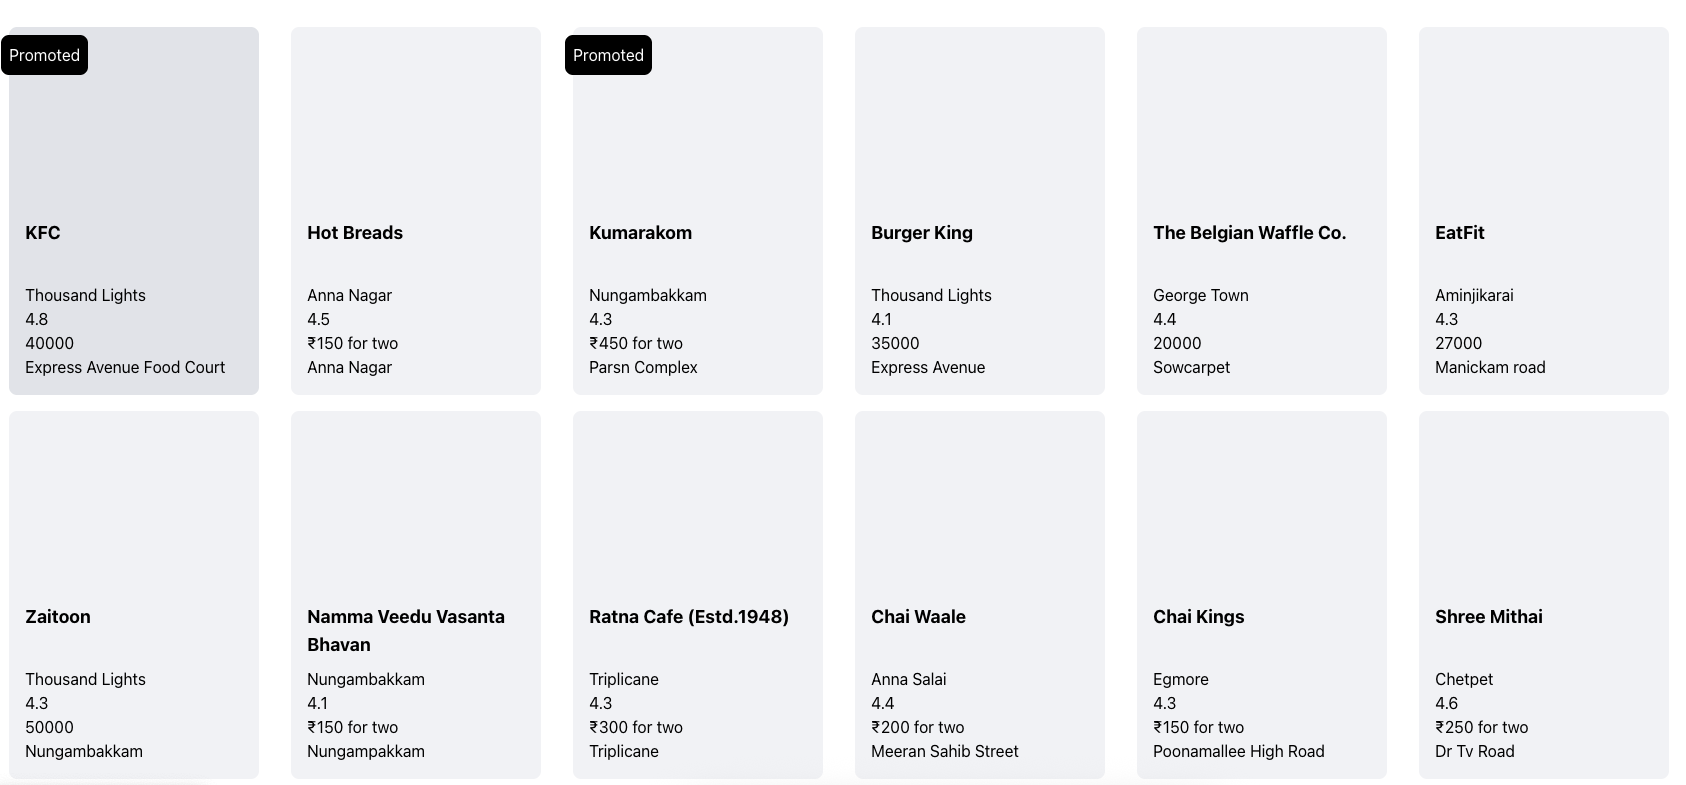 Promoted
KFC
Thousand Lights
4.8
40000
Express Avenue Food Court
Hot Breads
Anna Nagar
4.5
₹150 for two
Anna Nagar
Promoted
Kumarakom
Nungambakkam
4.3
₹450 for two
Parsn Complex
Burger King
Thousand Lights
4.1
35000
Express Avenue
The Belgian Waffle Co.
George Town
4.4
20000
Sowcarpet
EatFit
Aminjikarai
4.3
27000
Manickam road
Zaitoon
Thousand Lights
4.3
50000
Nungambakkam
Namma Veedu Vasanta
Bhavan
Nungambakkam
4.1
₹150 for two
Nungampakkam
Ratna Cafe (Estd.1948)
Triplicane
4.3
₹300 for two
Triplicane
Chai Waale
Anna Salai
4.4
₹200 for two
Meeran Sahib Street
Chai Kings
Egmore
4.3
₹150 for two
Poonamallee High Road
Shree Mithai
Chetpet
4.6
₹250 for two
Dr Tv Road